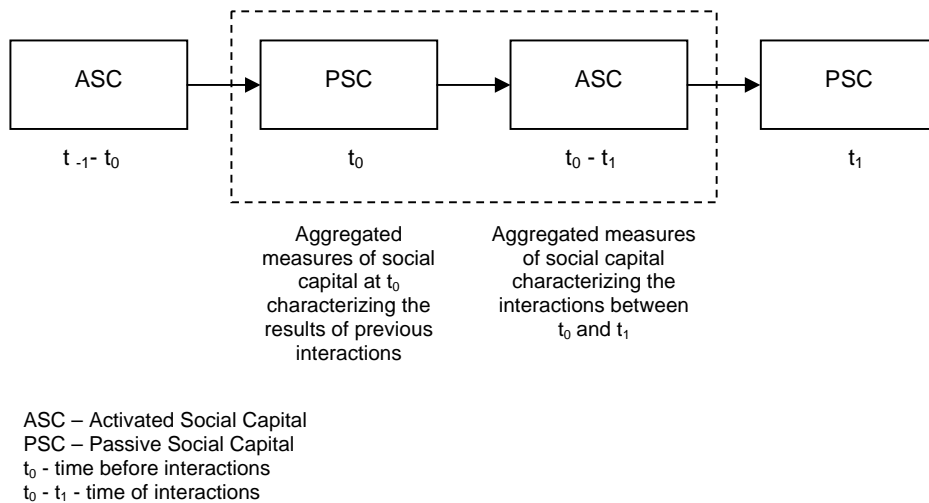 ASC
PSC
ASC
PSC
t₋₁- t₀
t₀
t₀ - t₁
t₁
Aggregated
measures of social
capital at t₀
characterizing the
results of previous
interactions
Aggregated measures
of social capital
characterizing the
interactions between
t₀ and t₁
ASC – Activated Social Capital
PSC – Passive Social Capital
t₀ - time before interactions
t₀ - t₁ - time of interactions